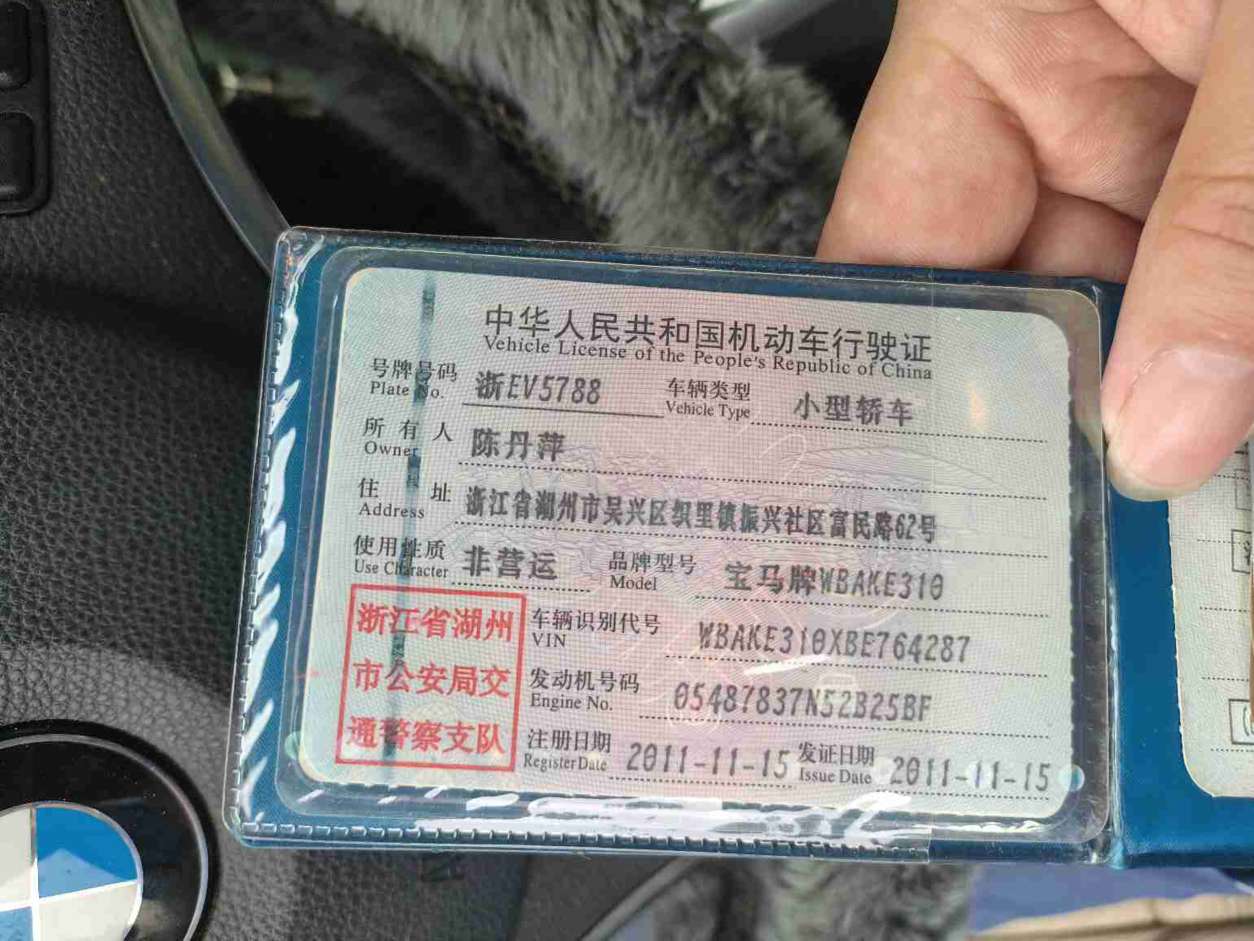 中华人民共和国机动车行驶证
Vehicle License of the People's Republic of China
号牌号码 浙EV5788 车辆类型 小型轿车
Plate No. Vehicle Type
所有人 陈丹萍
Owner
住址 浙江省湖州市吴兴区织里镇振兴社区富民路62号
Address
使用性质 非营运 品牌型号 宝马牌WBAKE310
Use Character Model
浙江省湖州
市公安局交
通警察支队
车辆识别代号 WBAKE310XBE764287
VIN
发动机号码 05487837N52B25BF
Engine No.
注册日期 2011-11-15 发证日期 2011-11-15
Register Date Issue Date